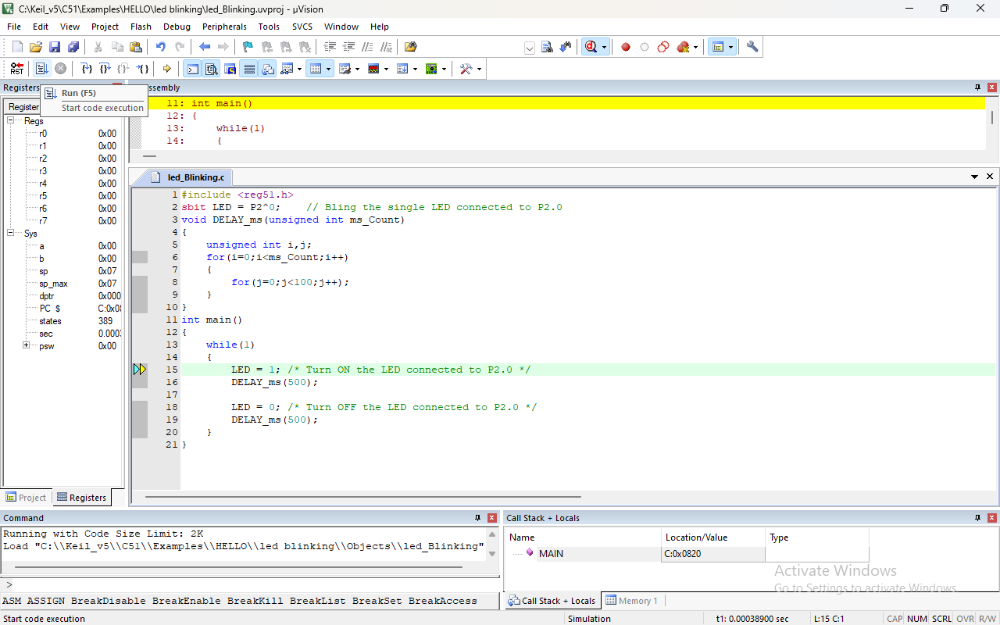 C:\Keil_v5\C51\Examples\HELLO\led blinking\led_Blinking.uvproj - µVision
File Edit View Project Flash Debug Peripherals Tools SVCS Window Help
RST
Registers
ssembly
Run (F5)
Start code execution
Register
Regs
r0 0x00
r1 0x00
r2 0x00
r3 0x00
r4 0x00
r5 0x00
r6 0x00
r7 0x00
Sys
a 0x00
b 0x00
sp 0x07
sp_max 0x07
dptr 0x000
PC $ C:0x08
states 389
sec 0.000
psw 0x00
Project Registers
11: int main()
12: {
13: while(1)
14: {
led_Blinking.c
1 #include <reg51.h>
2 sbit LED = P2^0; // Bling the single LED connected to P2.0
3 void DELAY_ms(unsigned int ms_Count)
4 {
5 unsigned int i,j;
6 for(i=0;i<ms_Count;i++)
7 {
8 for(j=0;j<100;j++);
9 }
10 }
11 int main()
12 {
13 while(1)
14 {
15 LED = 1; /* Turn ON the LED connected to P2.0 */
16 DELAY_ms(500);
17
18 LED = 0; /* Turn OFF the LED connected to P2.0 */
19 DELAY_ms(500);
20 }
21 }
Command
Running with Code Size Limit: 2K
Load "C:\\Keil_v5\\C51\\Examples\\HELLO\\led blinking\\Objects\\led_Blinking"
>
ASM ASSIGN BreakDisable BreakEnable BreakKill BreakList BreakSet BreakAccess
Call Stack + Locals
Name Location/Value Type
MAIN C:0x0820
Activate Windows
Go to Settings to activate Windows.
Call Stack + Locals Memory 1
Start code execution Simulation t1: 0.00038900 sec L:15 C:1 CAP NUM SCRL OVR R/W